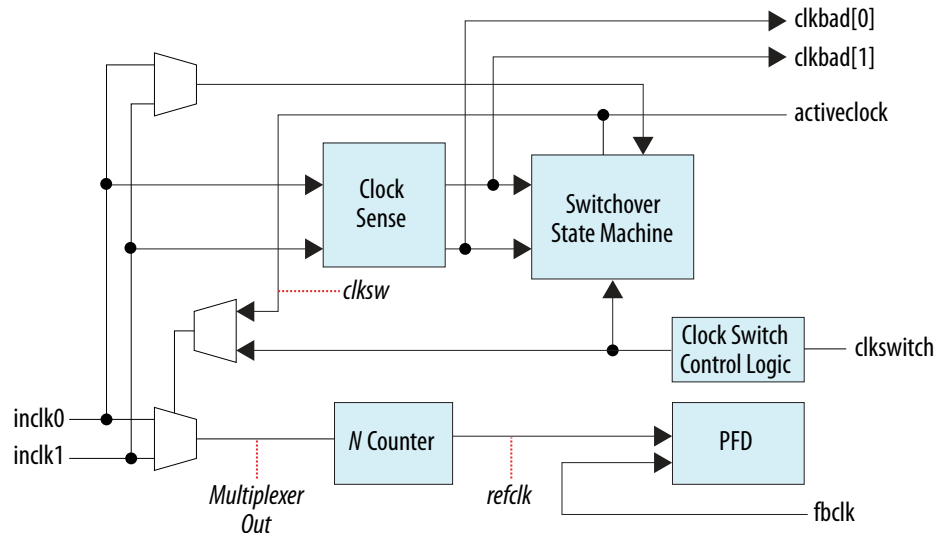 clkbad[0]
clkbad[1]
activeclock
Clock
Sense
Switchover
State Machine
clksw
Clock Switch
Control Logic
clkswitch
inclk0
inclk1
N Counter
PFD
Multiplexer
Out
refclk
fbclk